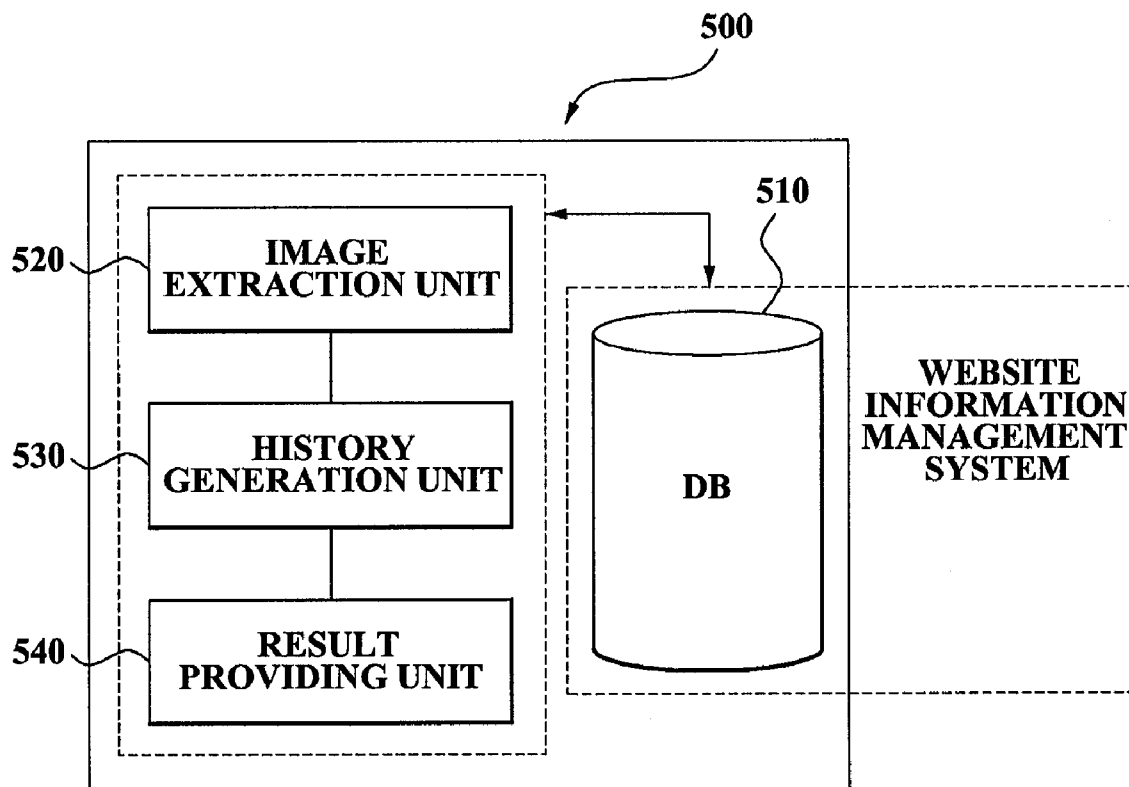 500
510
520
IMAGE
EXTRACTION UNIT
WEBSITE
INFORMATION
MANAGEMENT
SYSTEM
530
HISTORY
GENERATION UNIT
DB
540
RESULT
PROVIDING UNIT